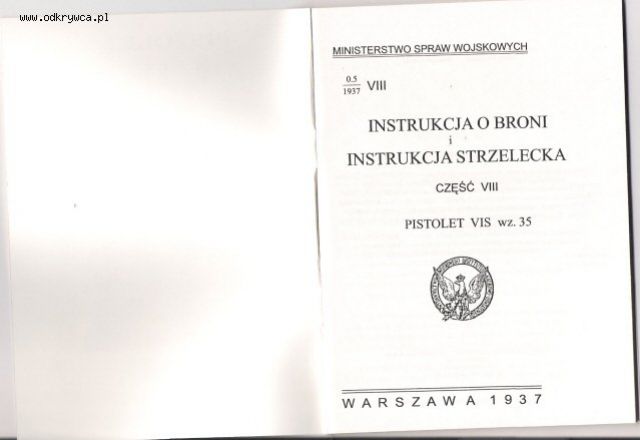 www.odkrywca.pl
MINISTERSTWO SPRAW WOJSKOWYCH
0.5
1937 VIII
INSTRUKCJA O BRONI
i
INSTRUKCJA STRZELECKA
CZĘŚĆ VIII
PISTOLET VIS wz. 35
WARSZAWA 1937